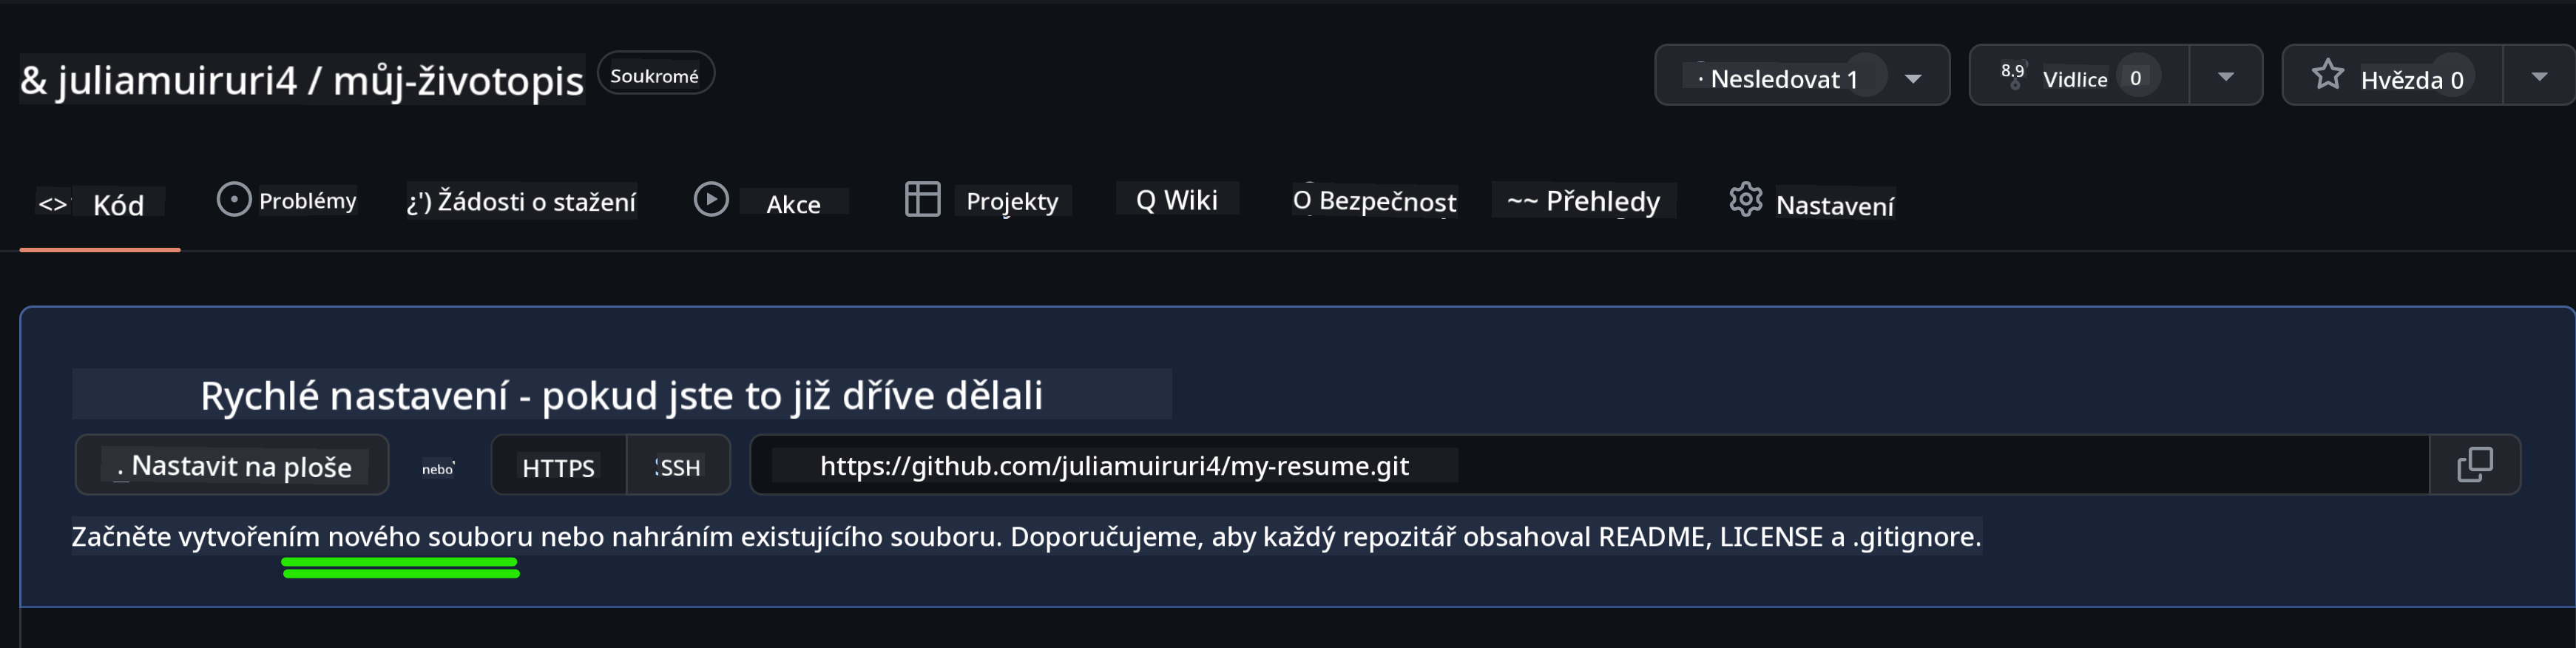 & juliamuiruri4 / můj-životopis Soukromé · Nesledovat 1 8.9 Vidlice 0 Hvězda 0
<> Kód Problémy ¿') Žádosti o stažení Akce Projekty Q Wiki O Bezpečnost ~~ Přehledy Nastavení
Rychlé nastavení - pokud jste to již dříve dělali
. Nastavit na ploše nebo HTTPS SSH https://github.com/juliamuiruri4/my-resume.git
Začněte vytvořením nového souboru nebo nahráním existujícího souboru. Doporučujeme, aby každý repozitář obsahoval README, LICENSE a .gitignore.